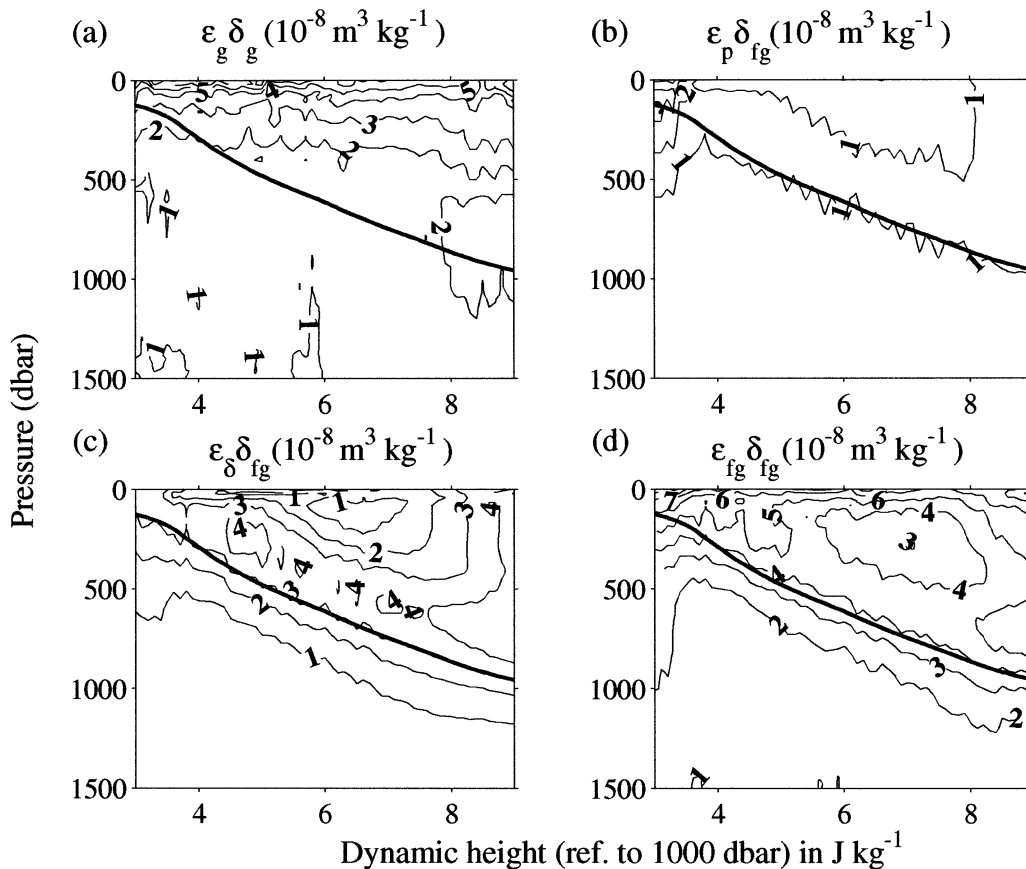 (a) ε_g δ_g (10^-8 m^3 kg^-1)
(b) ε_p δ_fg (10^-8 m^3 kg^-1)
0 5 4 5 3 2 2 2 1 1 1 1 1
500
1000
1500
4 6 8
0 2 1 1 1 1 1
500
1000
1500
4 6 8
(c) ε_δ δ_fg (10^-8 m^3 kg^-1)
(d) ε_fg δ_fg (10^-8 m^3 kg^-1)
0 1 3 1 3 4 4 2 4 4 3 4 4 2 1
500
1000
1500
4 6 8
0 7 6 6 5 4 3 4 4 2 3 2 1
500
1000
1500
4 6 8
Pressure (dbar)
Dynamic height (ref. to 1000 dbar) in J kg^-1